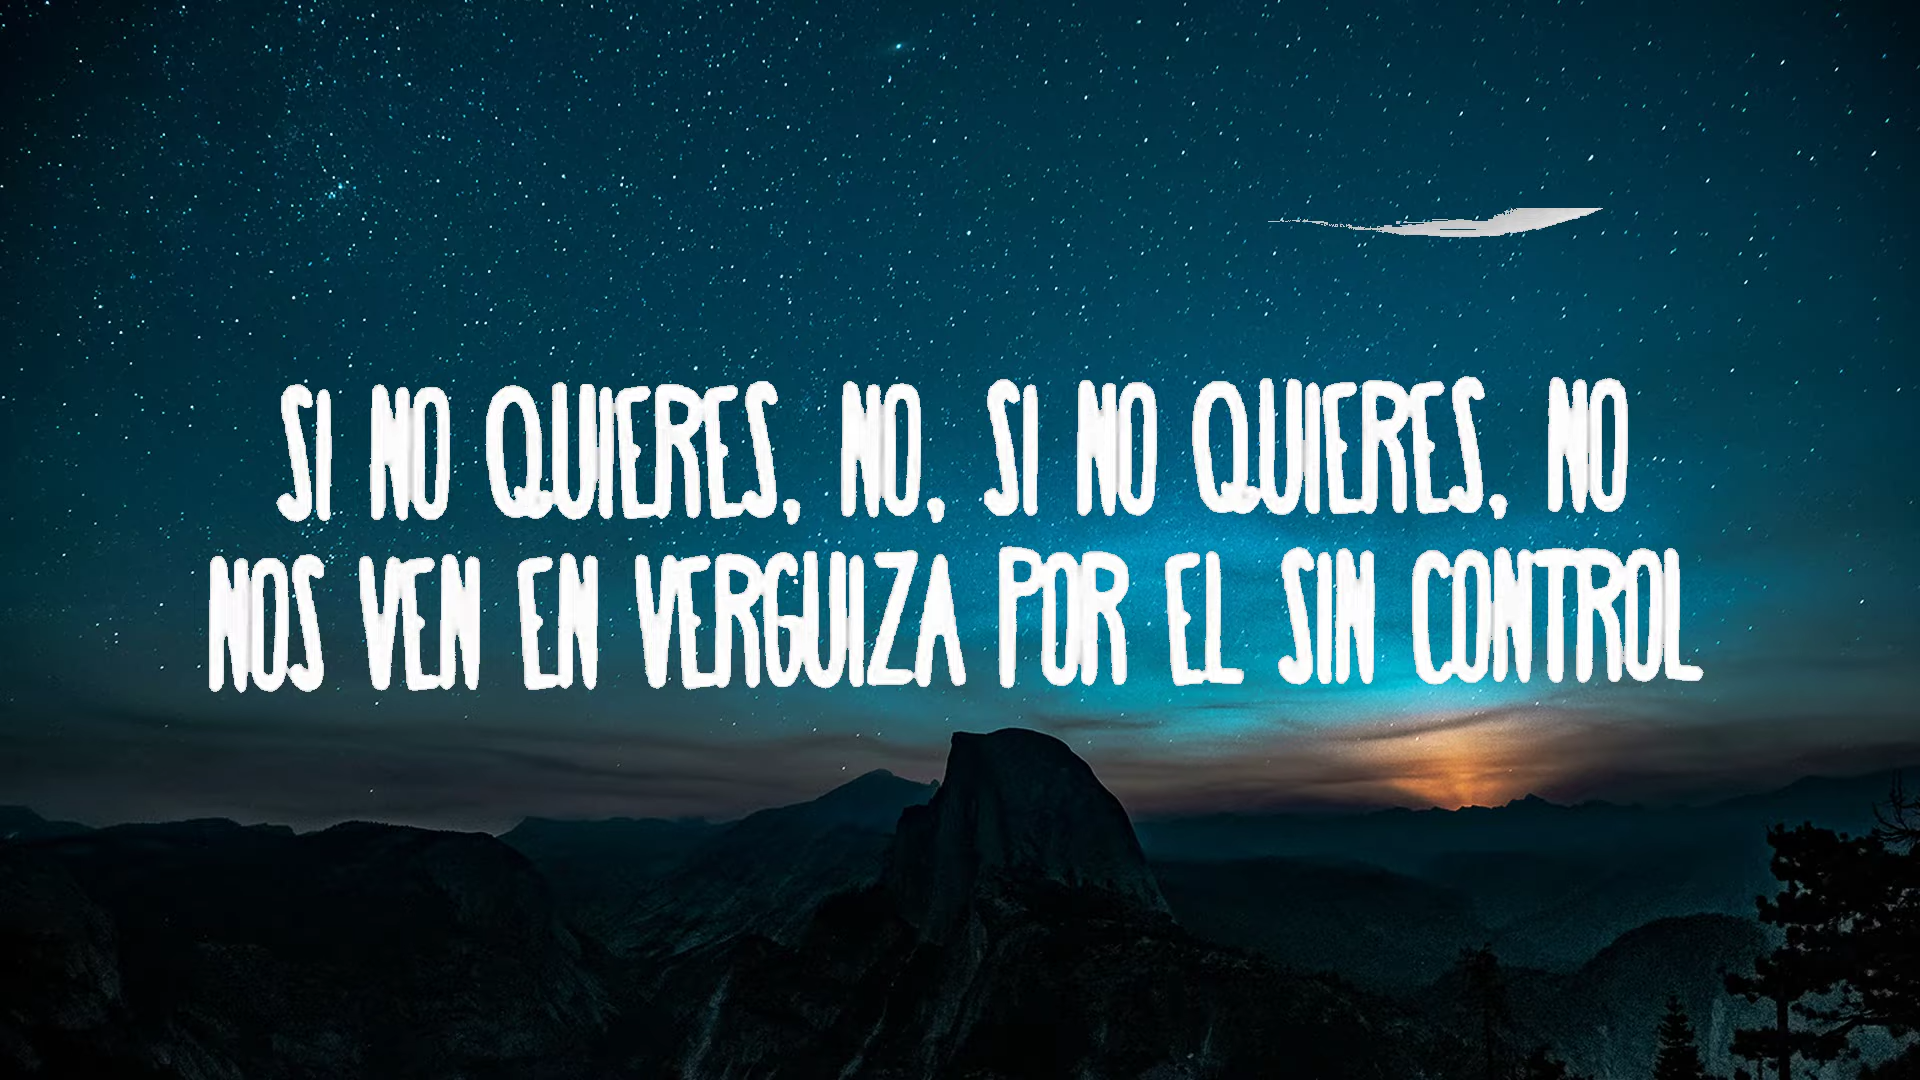 SI NO QUIERES, NO, SI NO QUIERES, NO
NOS VEN EN VERGUIZA POR EL SIN CONTROL